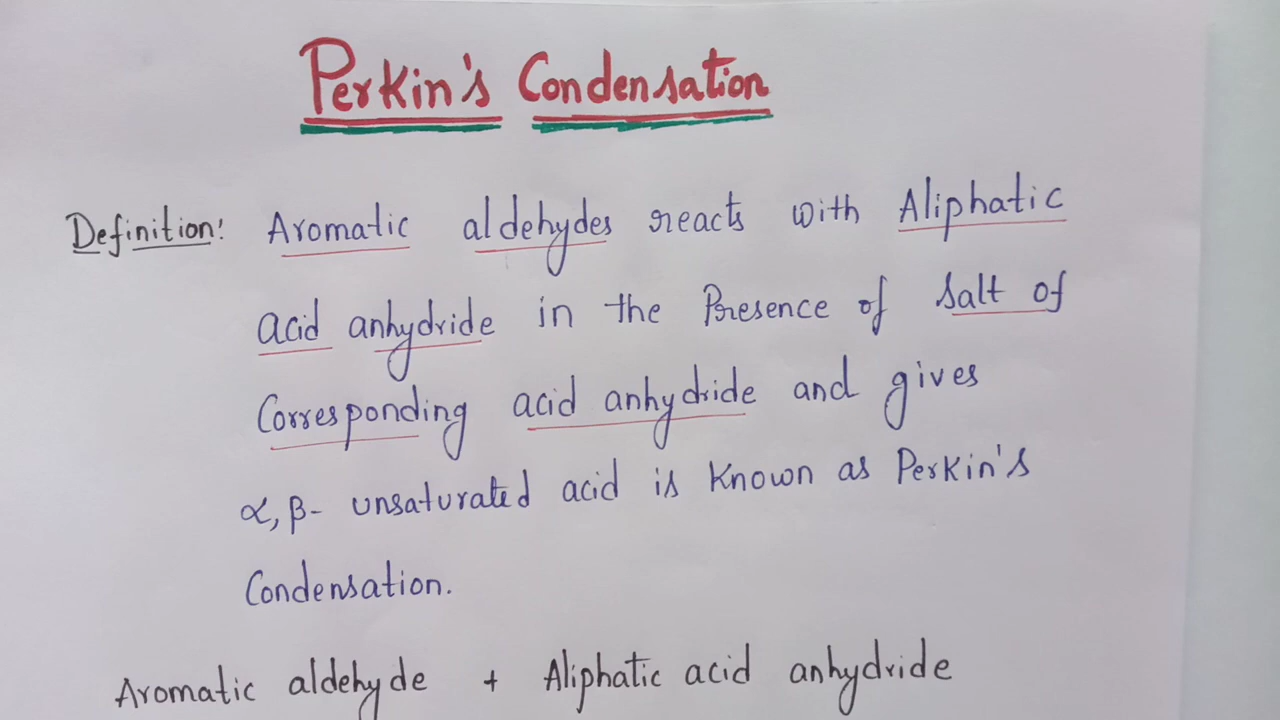 Perkin's Condensation
Definition: Aromatic aldehydes reacts with Aliphatic
acid anhydride in the Presence of Salt of
Corresponding acid anhydride and gives
α, β- unsaturated acid is known as Perkin's
Condensation.
Aromatic aldehyde + Aliphatic acid anhydride